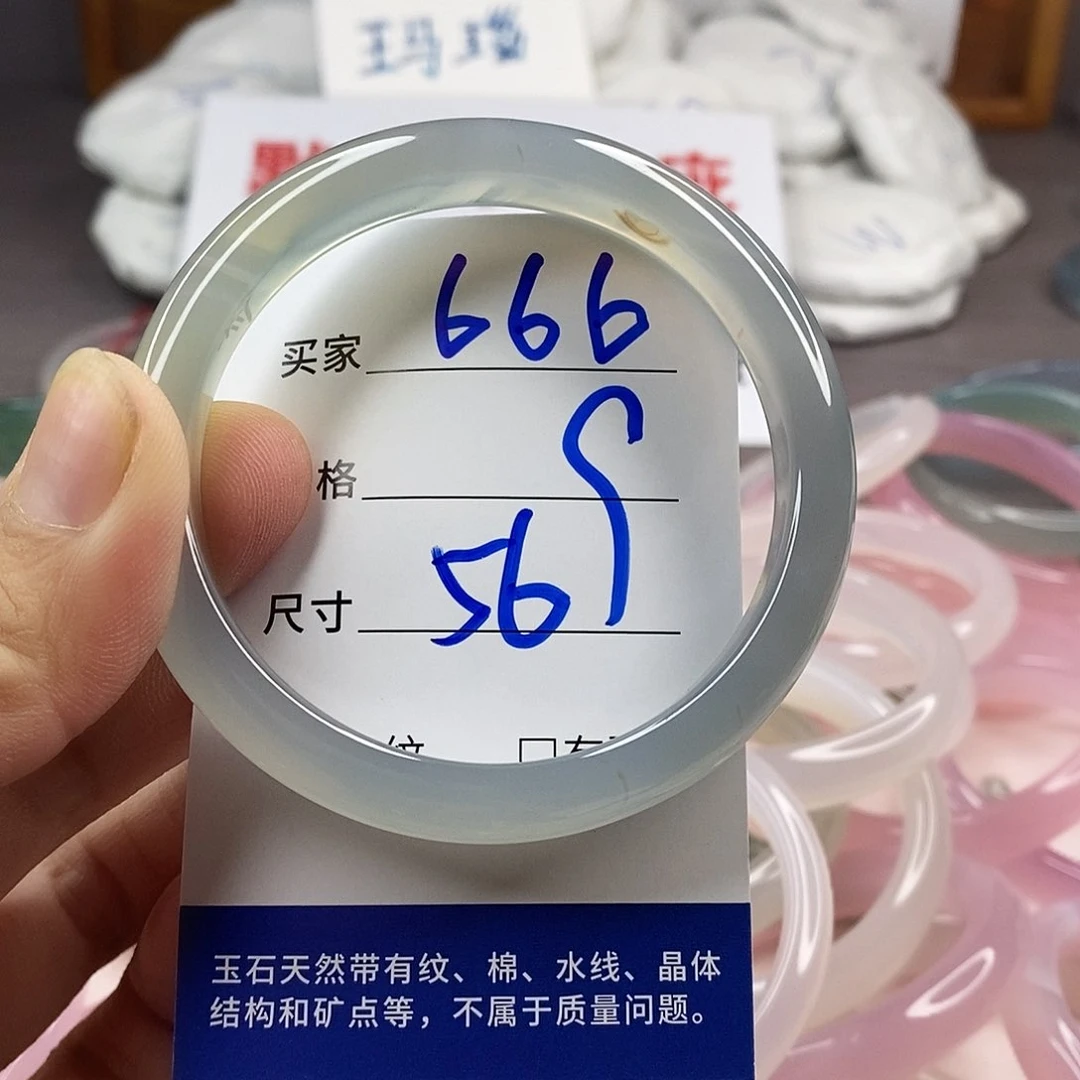 玛瑙
买家 666
格
尺寸 56
纹
玉石天然带有纹、棉、水线、晶体
结构和矿点等，不属于质量问题。